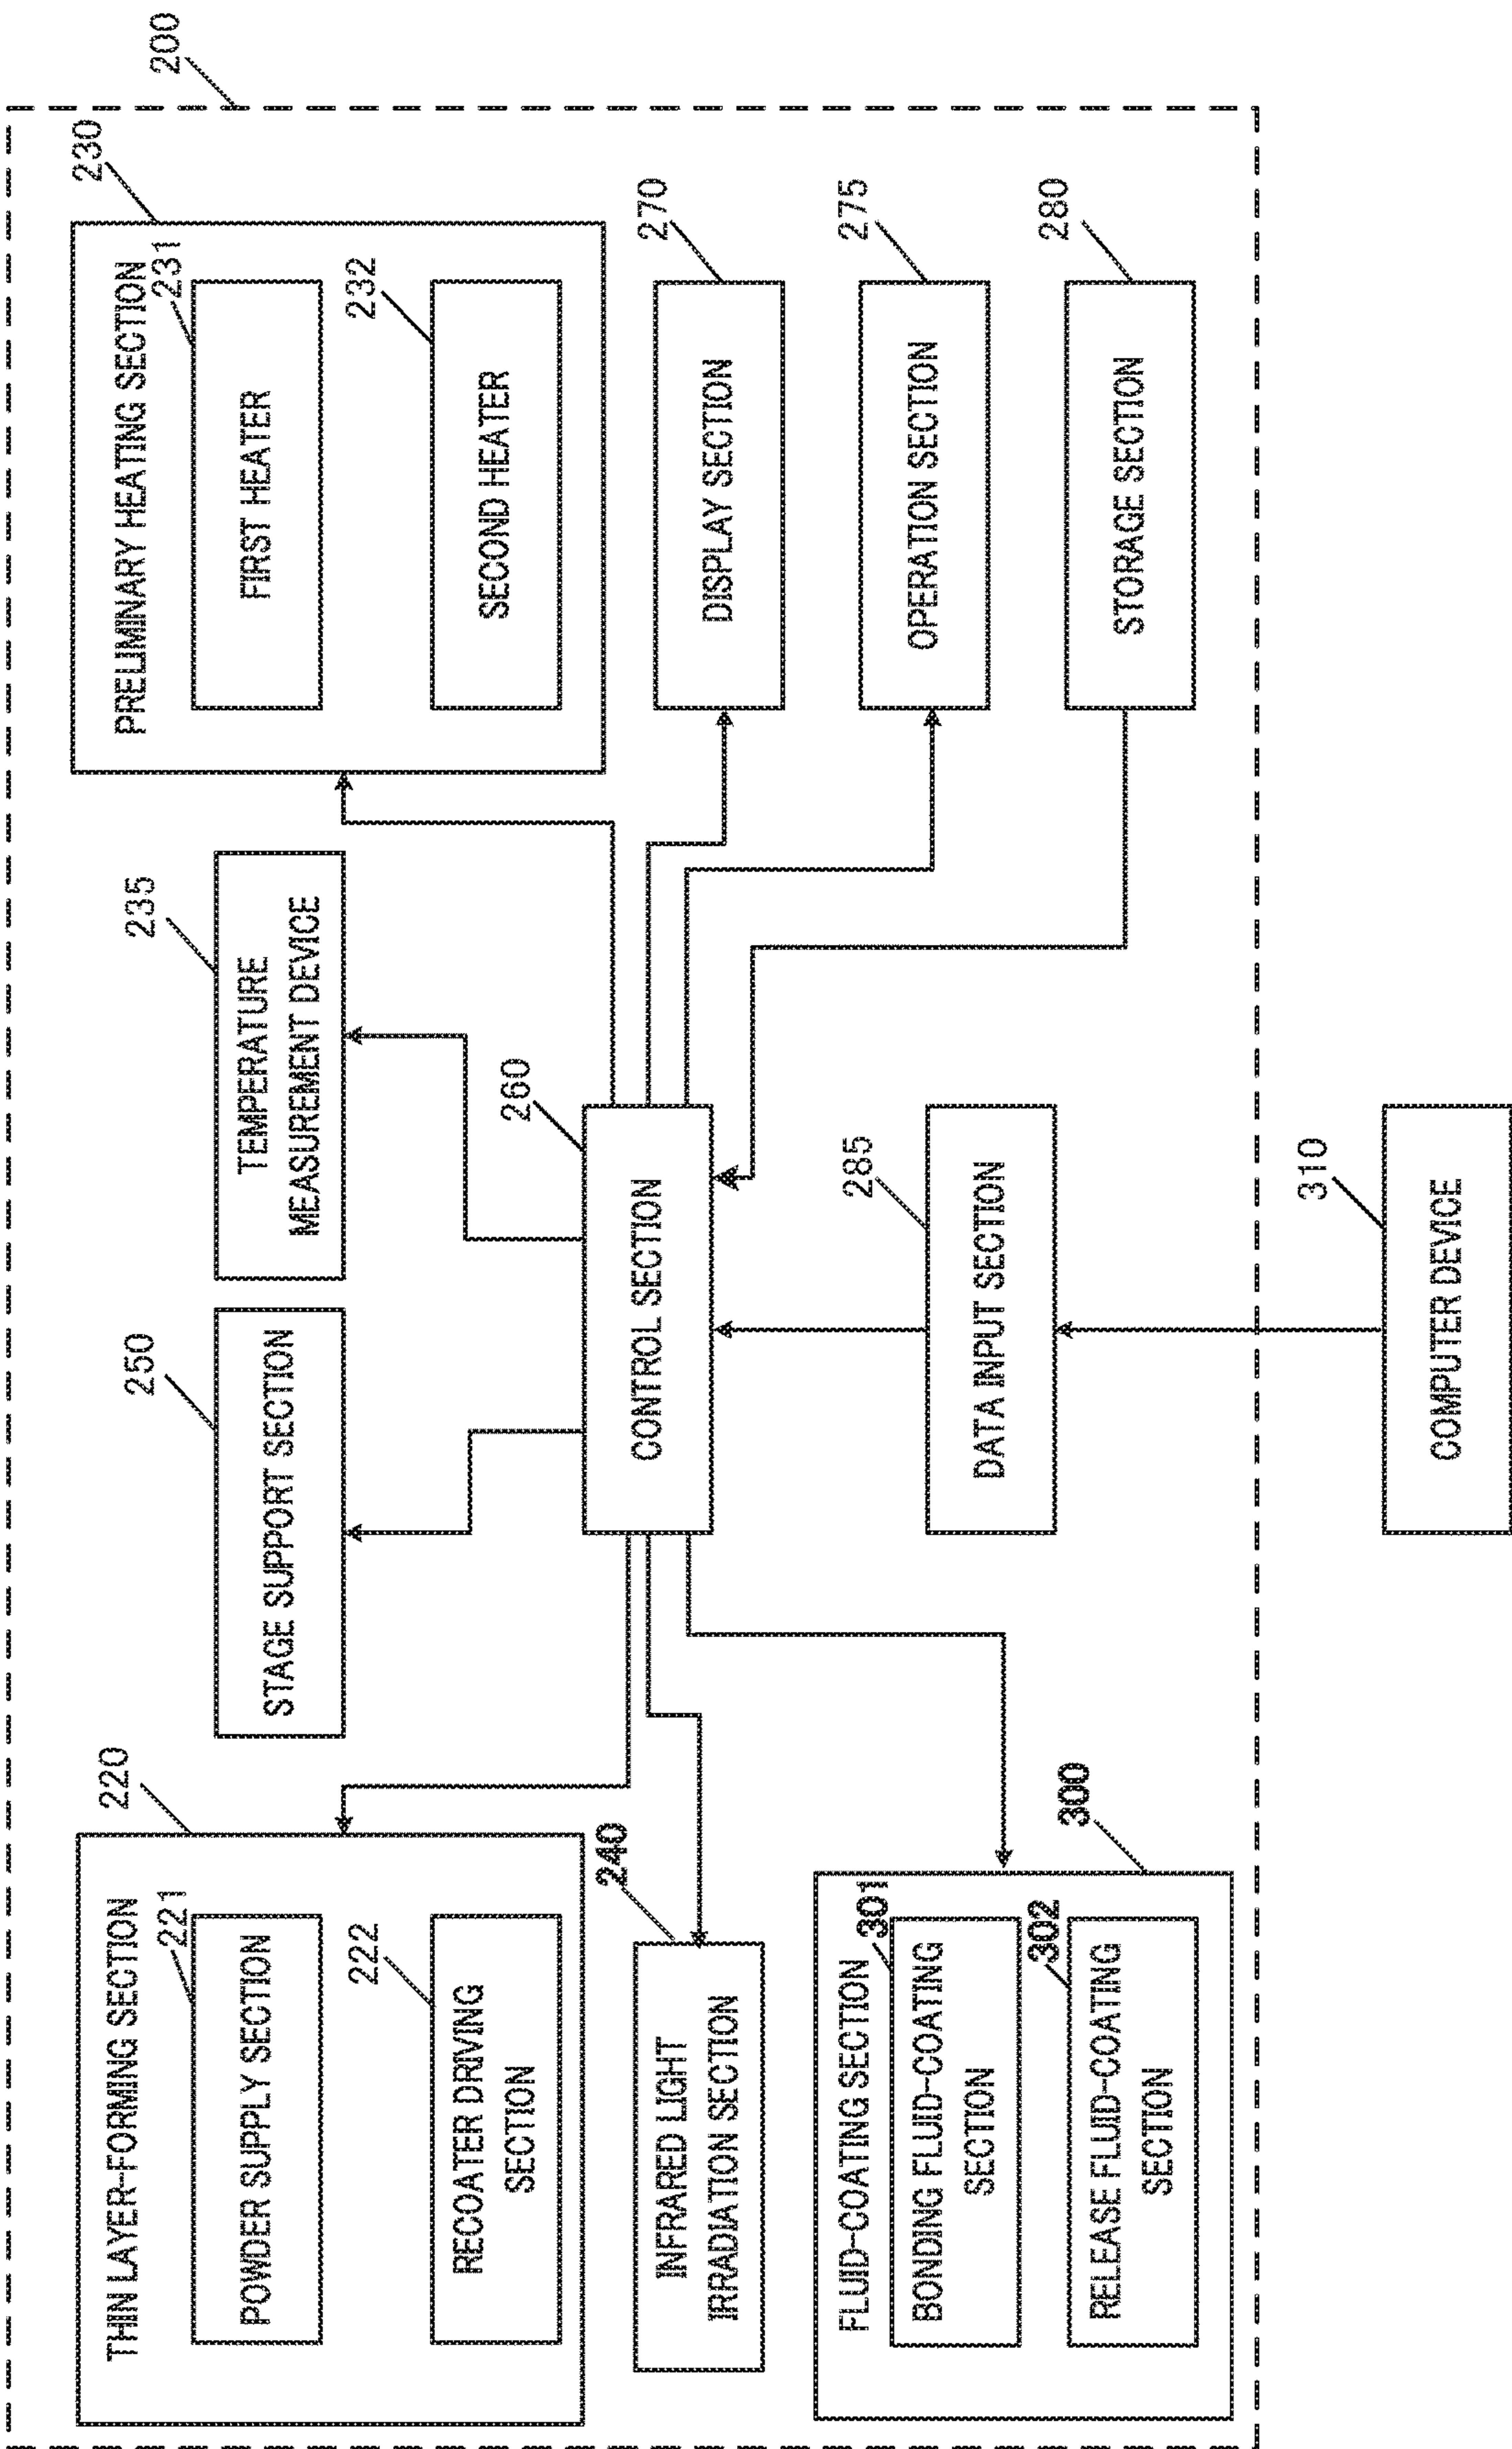 200
220
THIN LAYER-FORMING SECTION
221
POWDER SUPPLY SECTION
222
RECOATER DRIVING
SECTION
250
STAGE SUPPORT SECTION
235
TEMPERATURE
MEASUREMENT DEVICE
230
PRELIMINARY HEATING SECTION
231
FIRST HEATER
232
SECOND HEATER
240
INFRARED LIGHT
IRRADIATION SECTION
260
CONTROL SECTION
270
DISPLAY SECTION
300
FLUID-COATING SECTION
301
BONDING FLUID-COATING
SECTION
302
RELEASE FLUID-COATING
SECTION
285
DATA INPUT SECTION
275
OPERATION SECTION
280
STORAGE SECTION
310
COMPUTER DEVICE